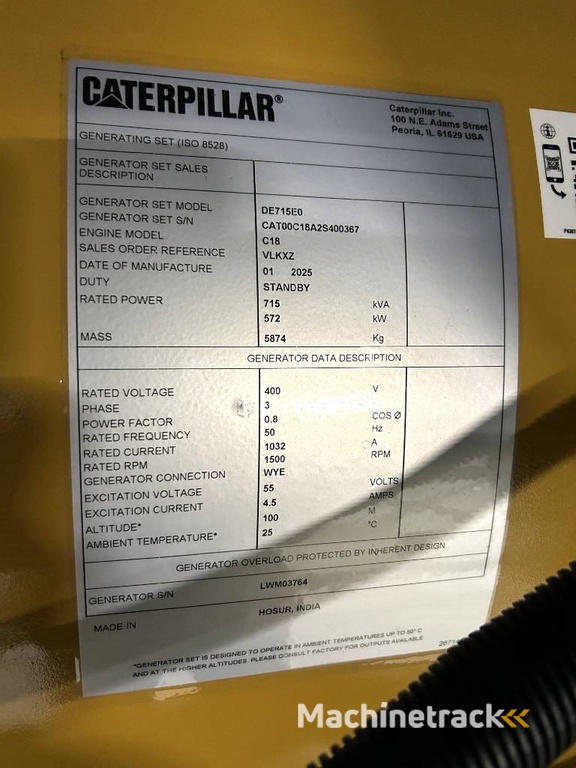 CATERPILLAR®
Caterpillar Inc.
100 N.E. Adams Street
Peoria, IL 61629 USA
GENERATING SET (ISO 8528)
GENERATOR SET SALES
DESCRIPTION
GENERATOR SET MODEL DE715E0
GENERATOR SET S/N CAT00C18A2S400367
ENGINE MODEL C18
SALES ORDER REFERENCE VLKXZ
DATE OF MANUFACTURE 01 2025
DUTY STANDBY
RATED POWER 715 kVA
572 kW
MASS 5874 Kg
GENERATOR DATA DESCRIPTION
RATED VOLTAGE 400 V
PHASE 3
POWER FACTOR 0.8 COS Ø
RATED FREQUENCY 50 Hz
RATED CURRENT 1032 A
RATED RPM 1500 RPM
GENERATOR CONNECTION WYE
EXCITATION VOLTAGE 55 VOLTS
EXCITATION CURRENT 4.5 AMPS
ALTITUDE* 100 M
AMBIENT TEMPERATURE* 25 °C
GENERATOR OVERLOAD PROTECTED BY INHERENT DESIGN
GENERATOR S/N LWM03764
MADE IN HOSUR, INDIA
*GENERATOR SET IS DESIGNED TO OPERATE IN AMBIENT TEMPERATURES UP TO 50° C
AND AT THE HIGHER ALTITUDES. PLEASE CONSULT FACTORY FOR OUTPUTS AVAILABLE
Machinetrack